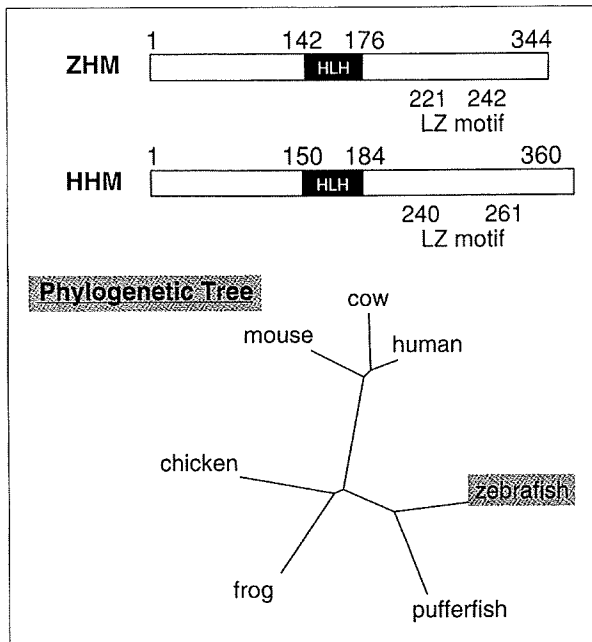 1 142 176 344
ZHM HLH
221 242
LZ motif
1 150 184 360
HHM HLH
240 261
LZ motif
Phylogenetic Tree
cow
mouse human
chicken
zebrafish
frog
pufferfish